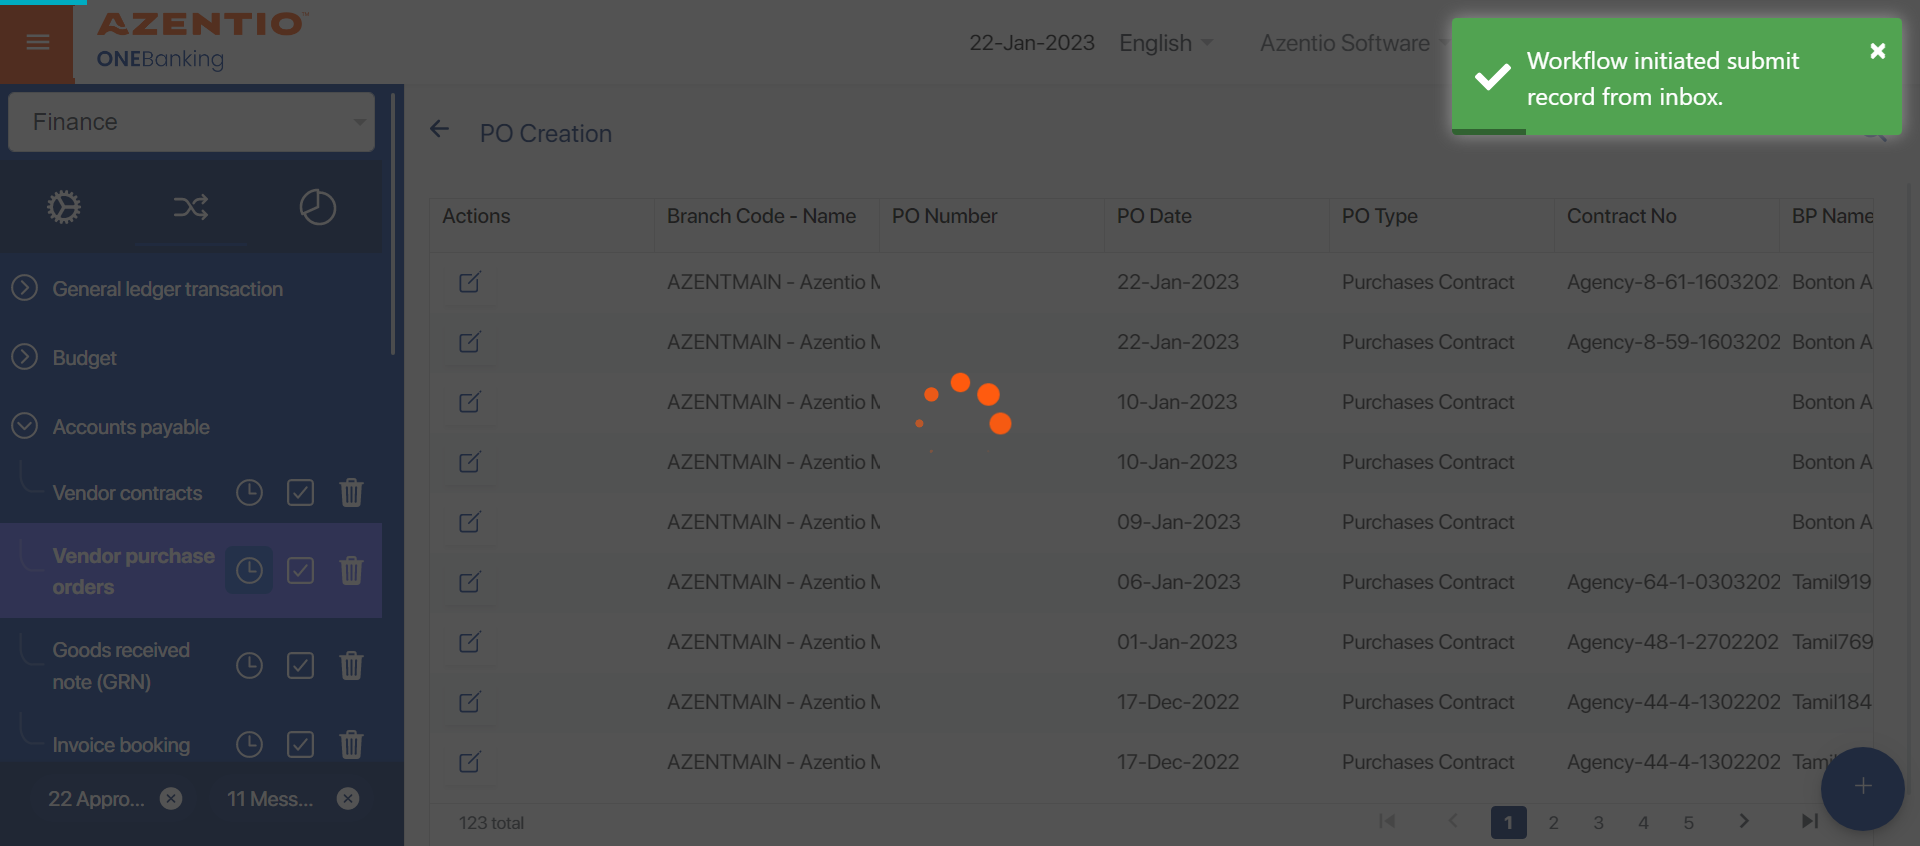 AZENTIO™
ONEBanking
22-Jan-2023
English
Azentio Software
Workflow initiated submit
record from inbox.
Finance
PO Creation
Actions
Branch Code - Name
PO Number
PO Date
PO Type
Contract No
BP Name
General ledger transaction
Budget
Accounts payable
Vendor contracts
Vendor purchase
orders
Goods received
note (GRN)
Invoice booking
22 Appro...
11 Mess...
AZENTMAIN - Azentio M 22-Jan-2023 Purchases Contract Agency-8-61-1603202 Bonton A
AZENTMAIN - Azentio M 22-Jan-2023 Purchases Contract Agency-8-59-1603202 Bonton A
AZENTMAIN - Azentio M 10-Jan-2023 Purchases Contract Bonton A
AZENTMAIN - Azentio M 10-Jan-2023 Purchases Contract Bonton A
AZENTMAIN - Azentio M 09-Jan-2023 Purchases Contract Bonton A
AZENTMAIN - Azentio M 06-Jan-2023 Purchases Contract Agency-64-1-0303202 Tamil919
AZENTMAIN - Azentio M 01-Jan-2023 Purchases Contract Agency-48-1-2702202 Tamil769
AZENTMAIN - Azentio M 17-Dec-2022 Purchases Contract Agency-44-4-1302202 Tamil184
AZENTMAIN - Azentio M 17-Dec-2022 Purchases Contract Agency-44-4-1302202 Tami
123 total
1 2 3 4 5